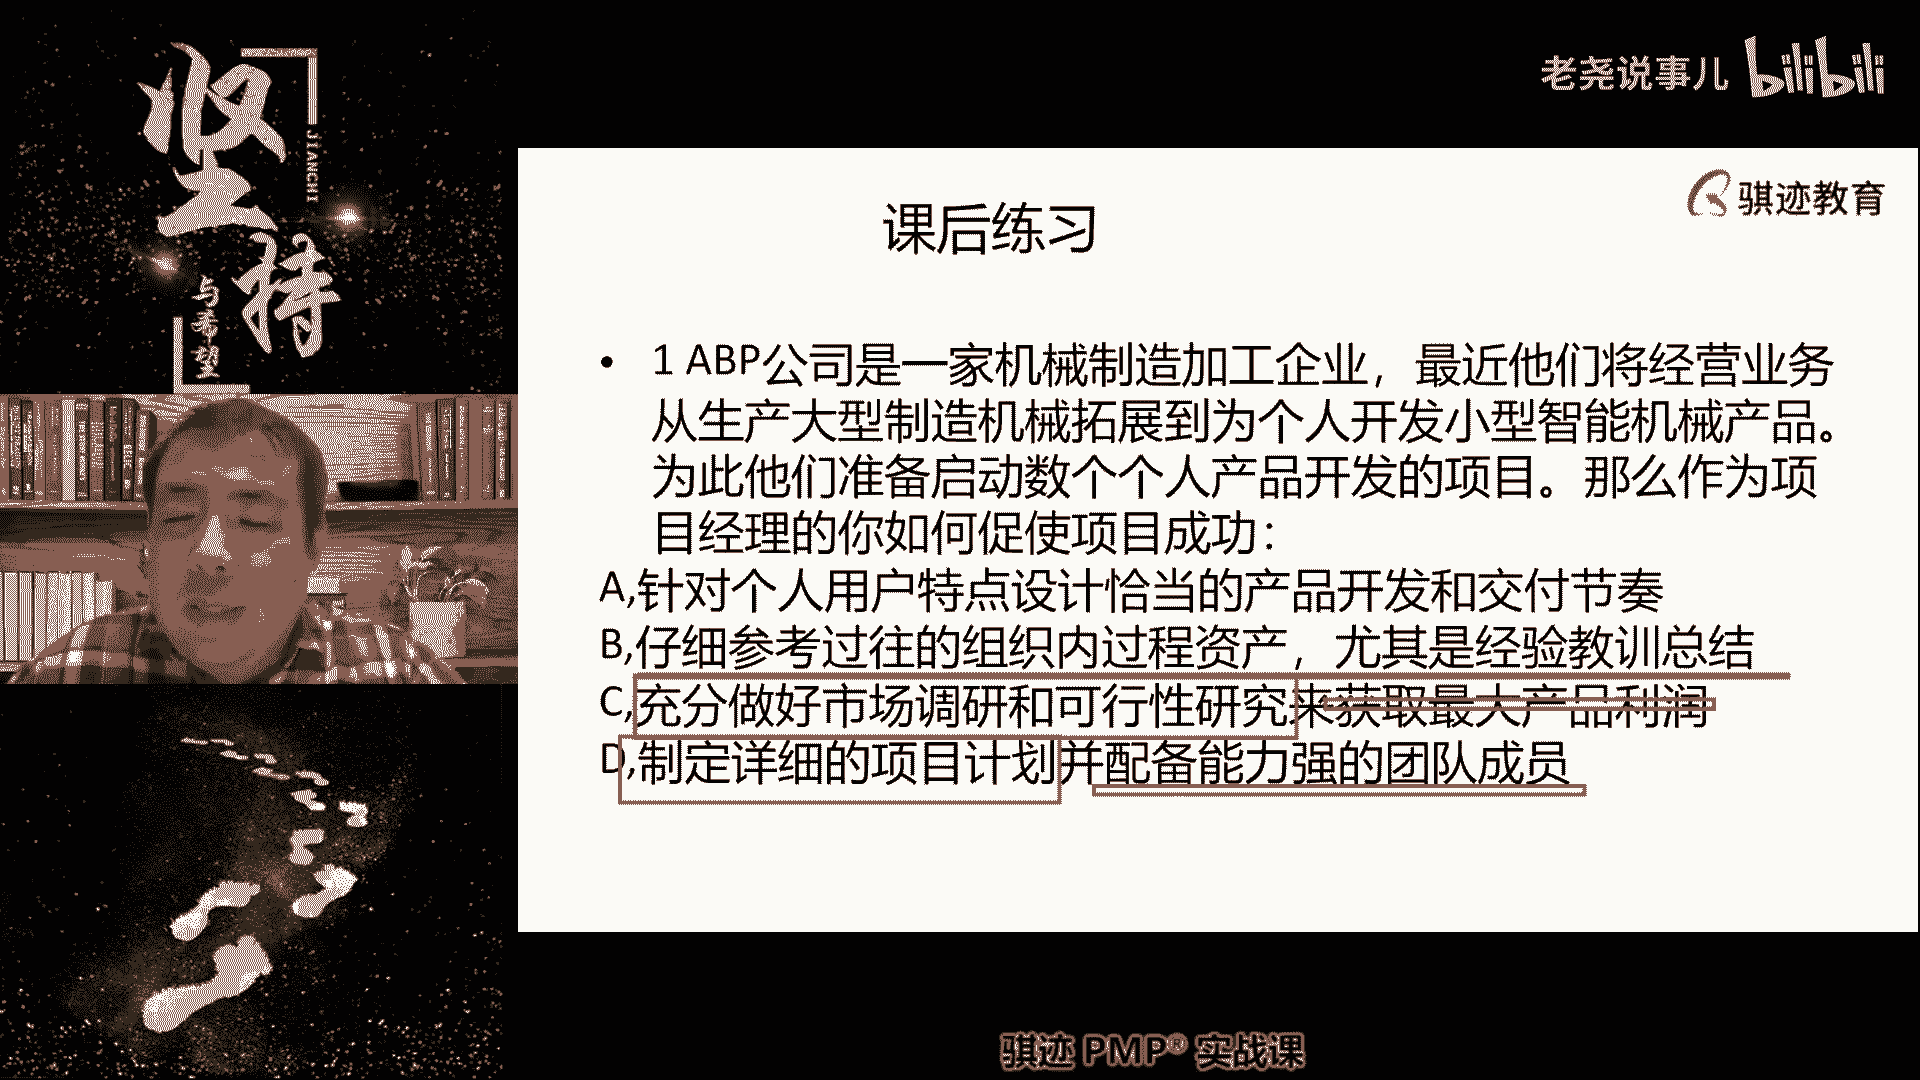 坚持
JIANCHI
与希望
老尧说事儿 bilibili
骐迹教育
课后练习
• 1 ABP公司是一家机械制造加工企业，最近他们将经营业务
从生产大型制造机械拓展到为个人开发小型智能机械产品。
为此他们准备启动数个个人产品开发的项目。那么作为项
目经理的你如何促使项目成功：
A,针对个人用户特点设计恰当的产品开发和交付节奏
B,仔细参考过往的组织内过程资产，尤其是经验教训总结
C,充分做好市场调研和可行性研究来获取最大产品利润
D,制定详细的项目计划并配备能力强的团队成员
骐迹 PMP® 实战课